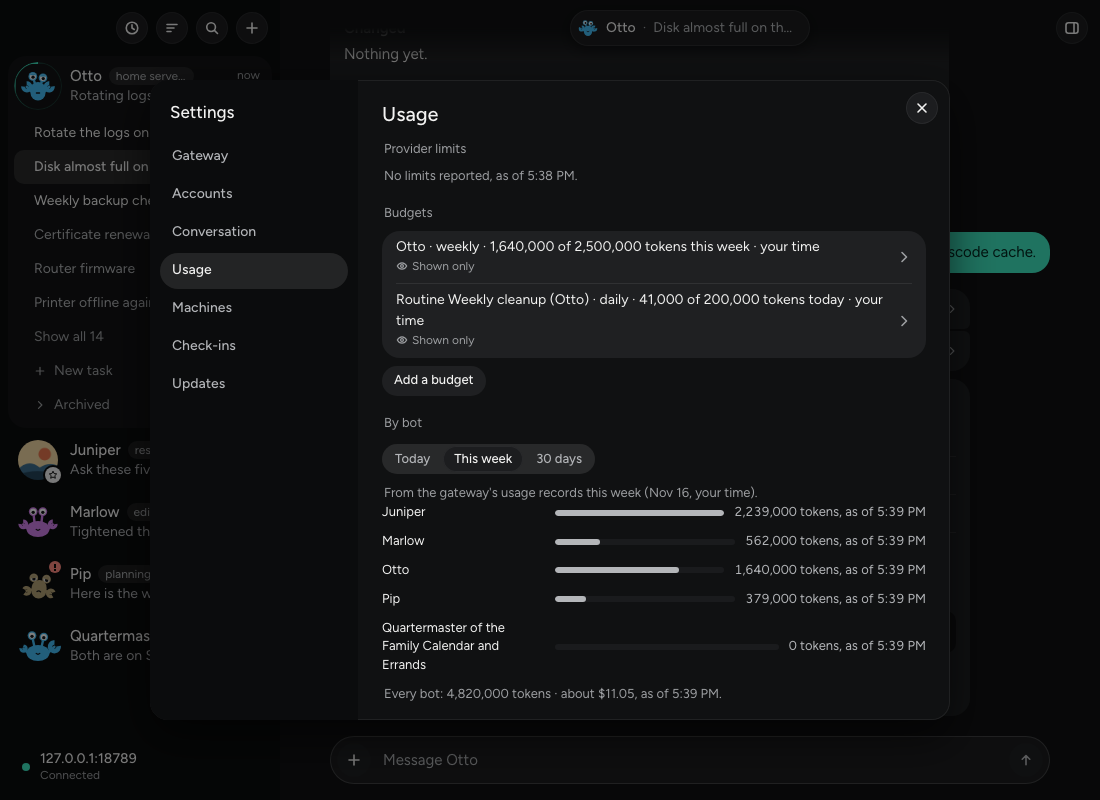 Otto · Disk almost full on th…
Nothing yet.
Otto home serve… now
Rotating logs
Rotate the logs on
Disk almost full on
Weekly backup che
Certificate renewa
Router firmware
Printer offline again
Show all 14
+ New task
Archived
Juniper res
Ask these fiv
Marlow edi
Tightened th
Pip planning
Here is the w
Quartermas
Both are on S
127.0.0.1:18789
Connected
Settings
Gateway
Accounts
Conversation
Usage
Machines
Check-ins
Updates
Usage
Provider limits
No limits reported, as of 5:38 PM.
Budgets
Otto · weekly · 1,640,000 of 2,500,000 tokens this week · your time
Shown only
Routine Weekly cleanup (Otto) · daily · 41,000 of 200,000 tokens today · your
time
Shown only
Add a budget
By bot
Today This week 30 days
From the gateway's usage records this week (Nov 16, your time).
Juniper 2,239,000 tokens, as of 5:39 PM
Marlow 562,000 tokens, as of 5:39 PM
Otto 1,640,000 tokens, as of 5:39 PM
Pip 379,000 tokens, as of 5:39 PM
Quartermaster of the
Family Calendar and
Errands
0 tokens, as of 5:39 PM
Every bot: 4,820,000 tokens · about $11.05, as of 5:39 PM.
scode cache.
Message Otto